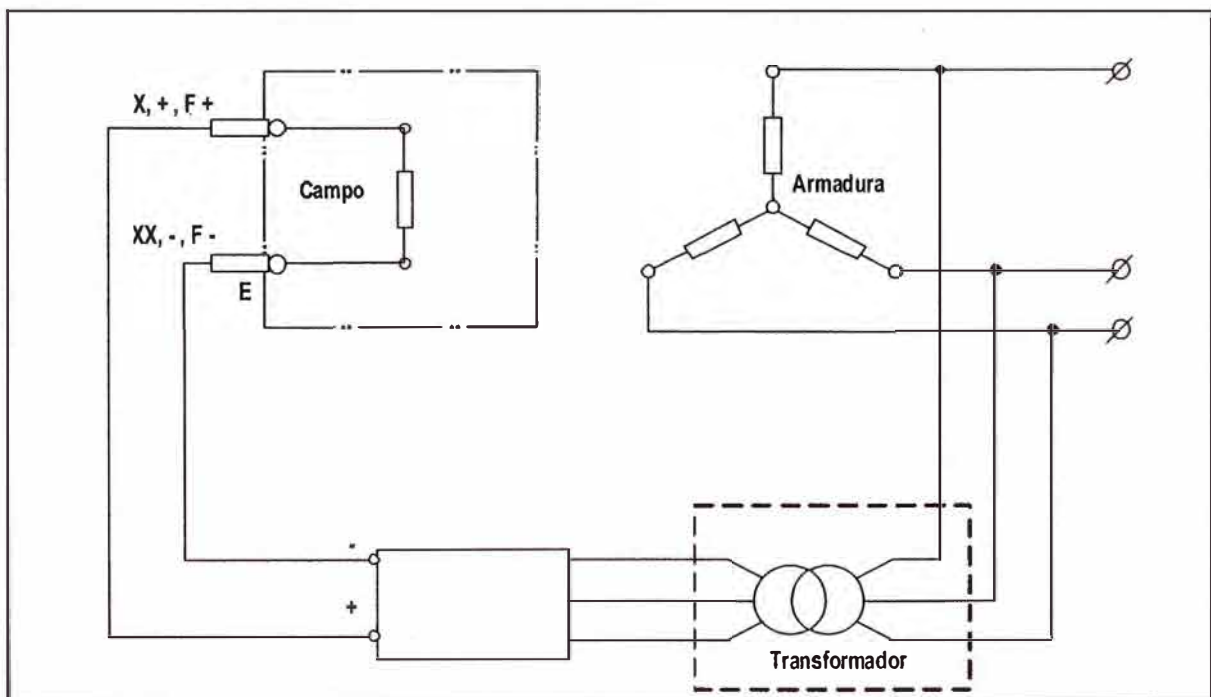 X, +, F +
Campo
Armadura
XX, -, F -
E
-
+
Transformador